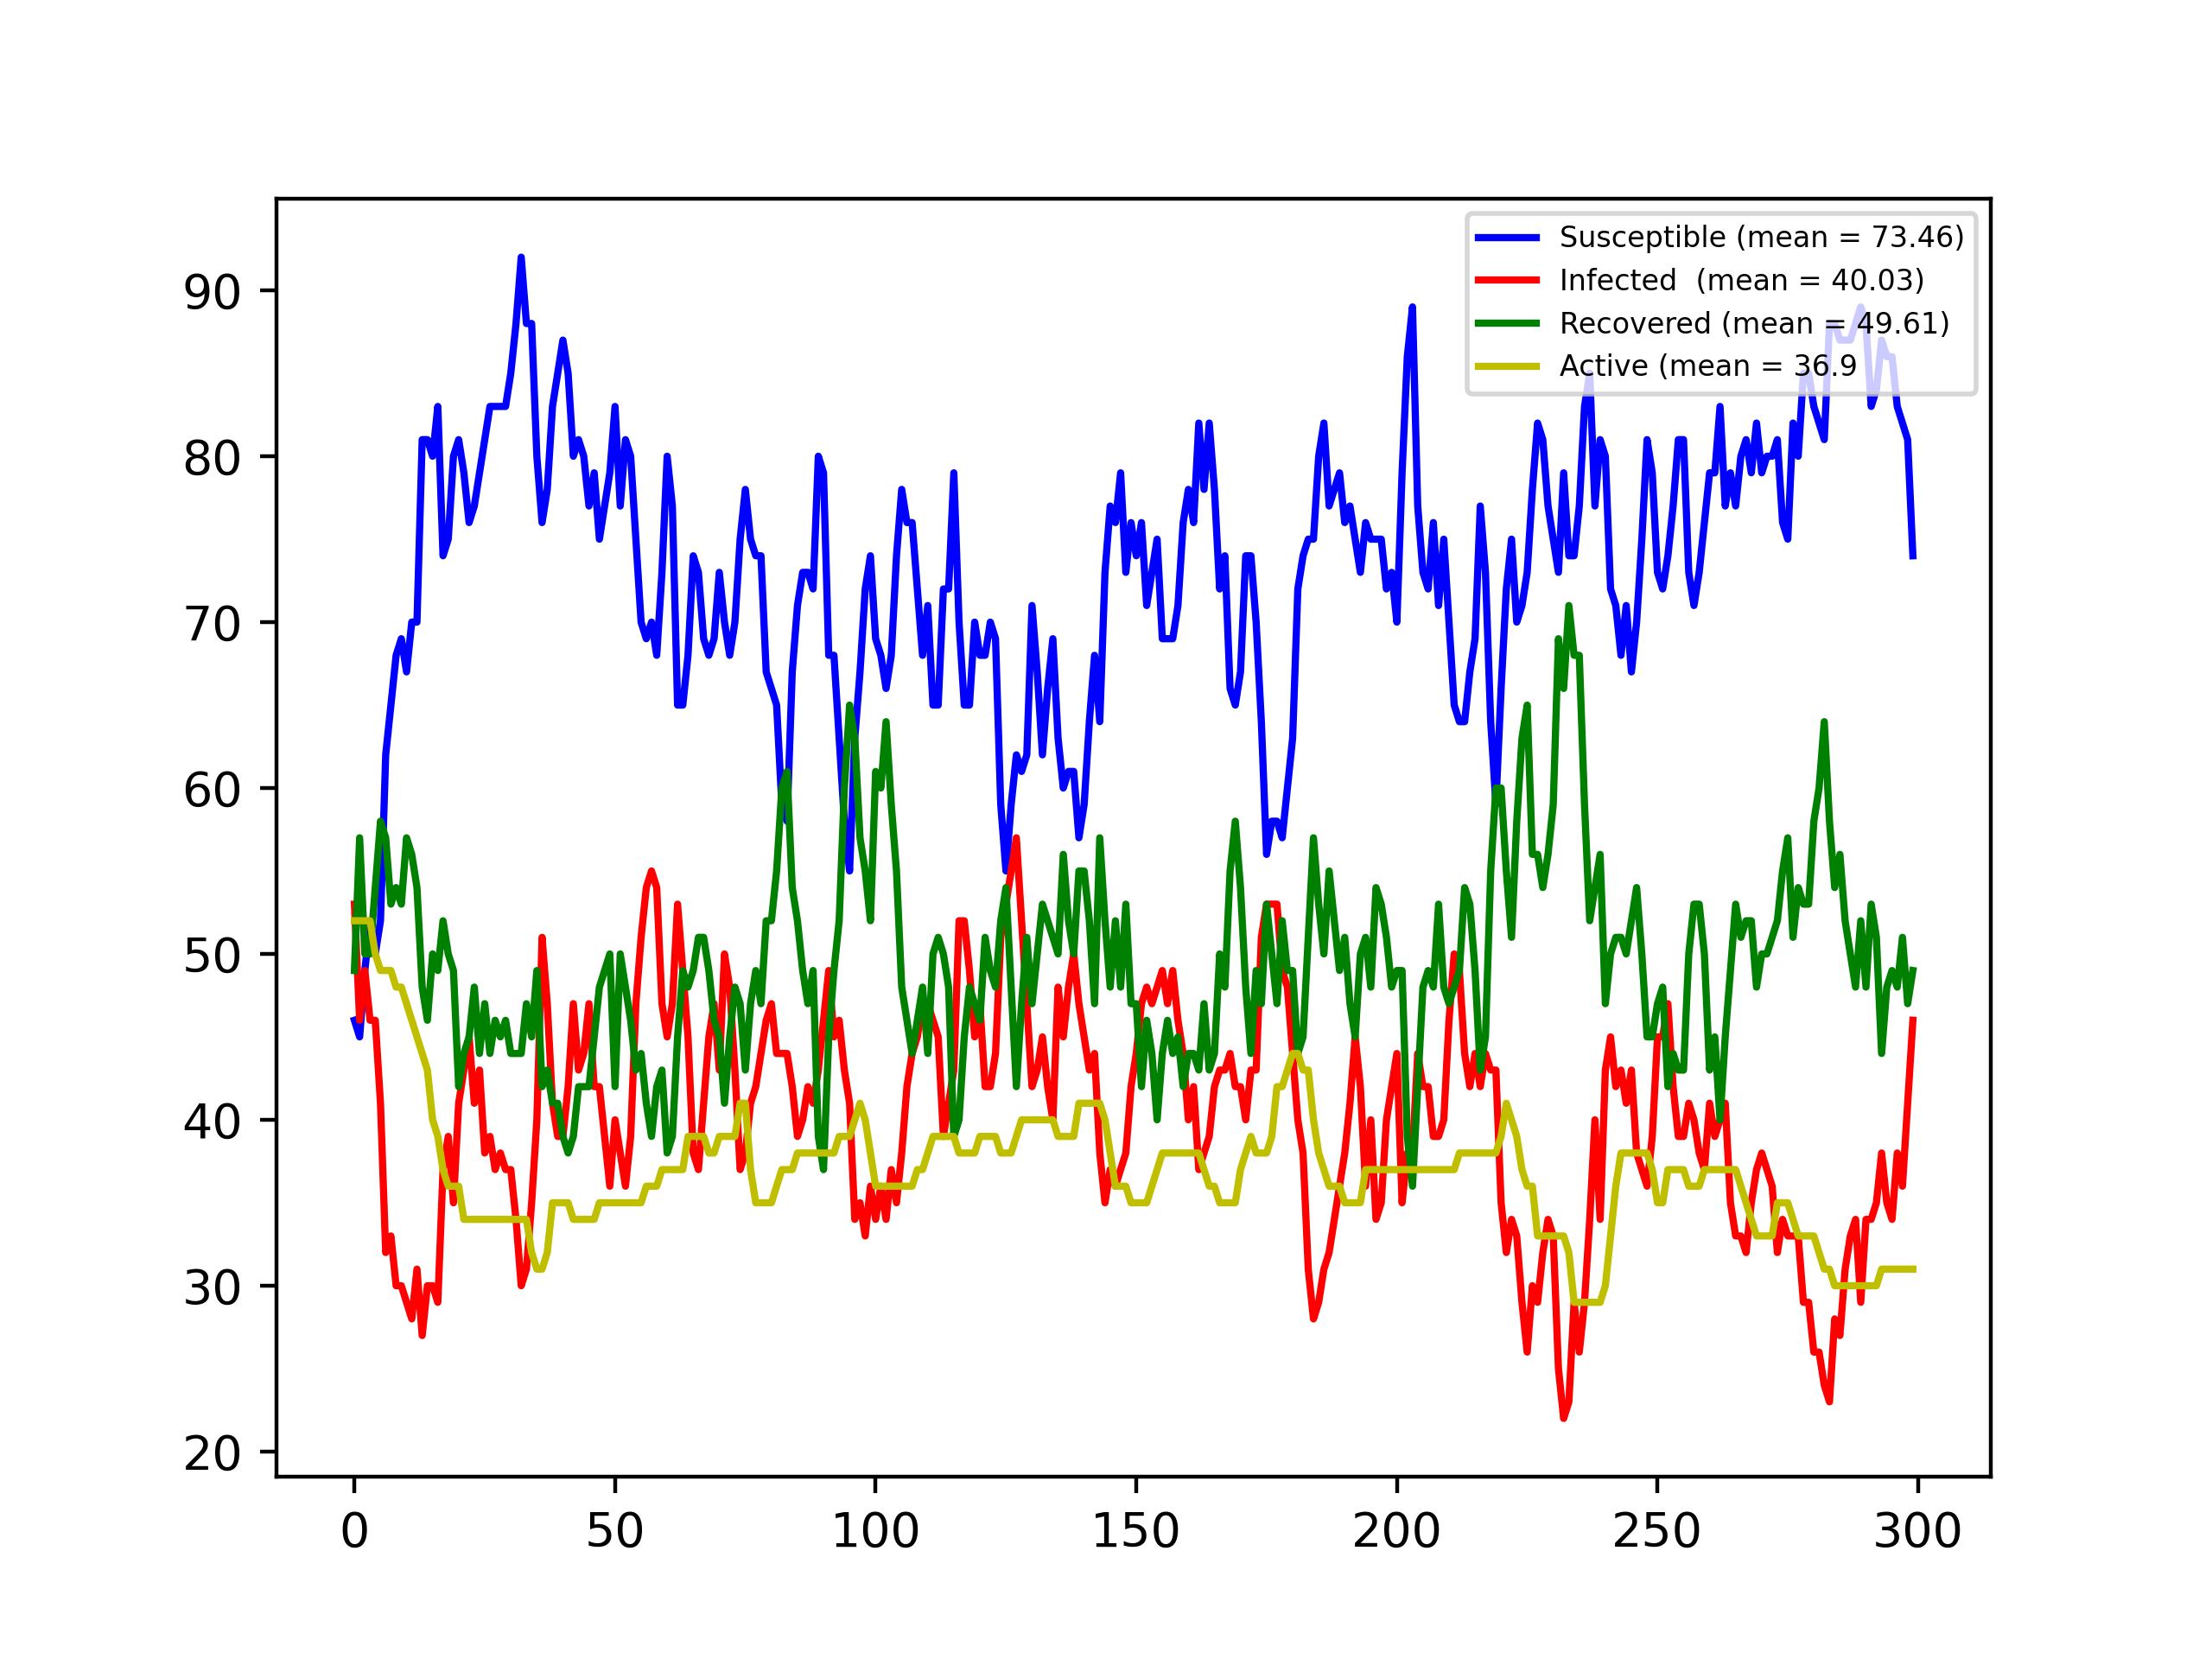 Susceptible (mean = 73.46)
Infected  (mean = 40.03)
Recovered (mean = 49.61)
Active (mean = 36.9
90
80
70
60
50
40
30
20
0 50 100 150 200 250 300